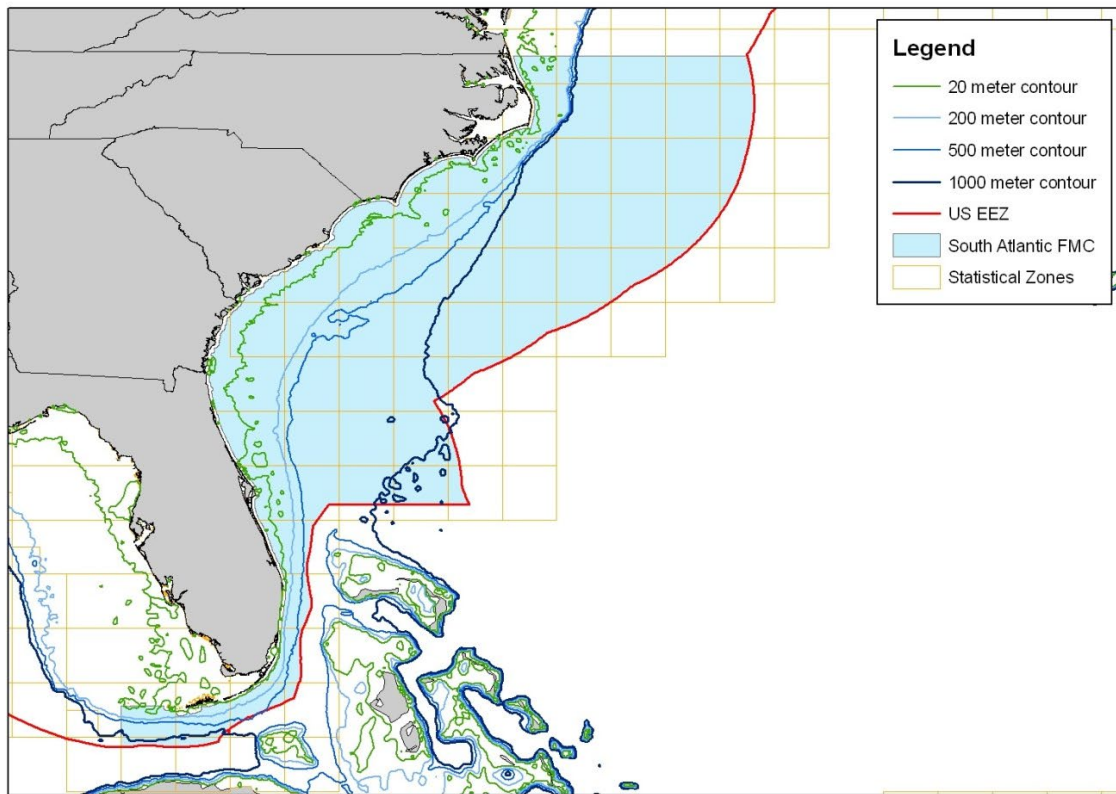 Legend
20 meter contour
200 meter contour
500 meter contour
1000 meter contour
US EEZ
South Atlantic FMC
Statistical Zones